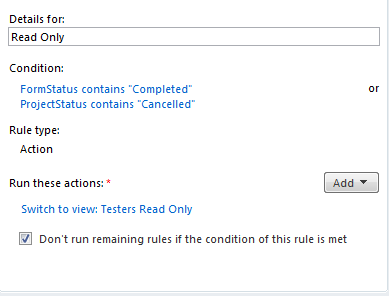 Details for:
Read Only
Condition:
FormStatus contains "Completed" or
ProjectStatus contains "Cancelled"
Rule type:
Action
Run these actions: * Add
Switch to view: Testers Read Only
Don't run remaining rules if the condition of this rule is met